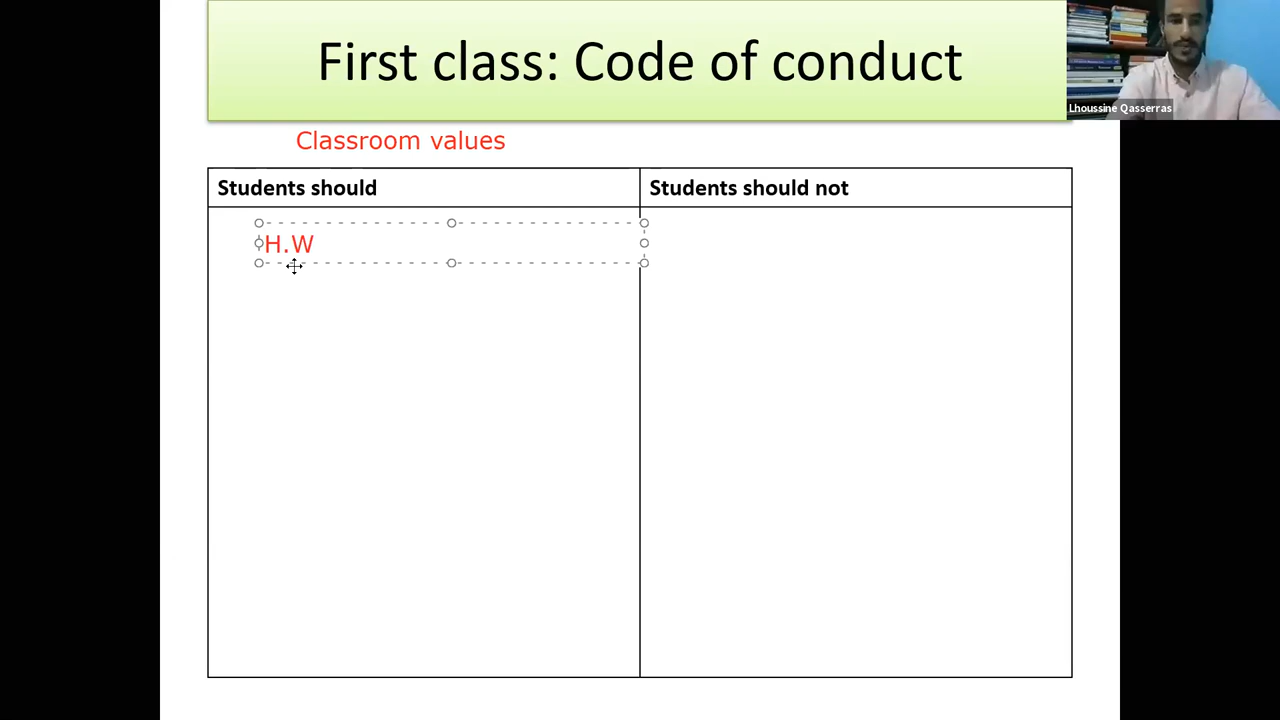 First class: Code of conduct
Lhoussine Qasserras
Classroom values
Students should
Students should not
H.W